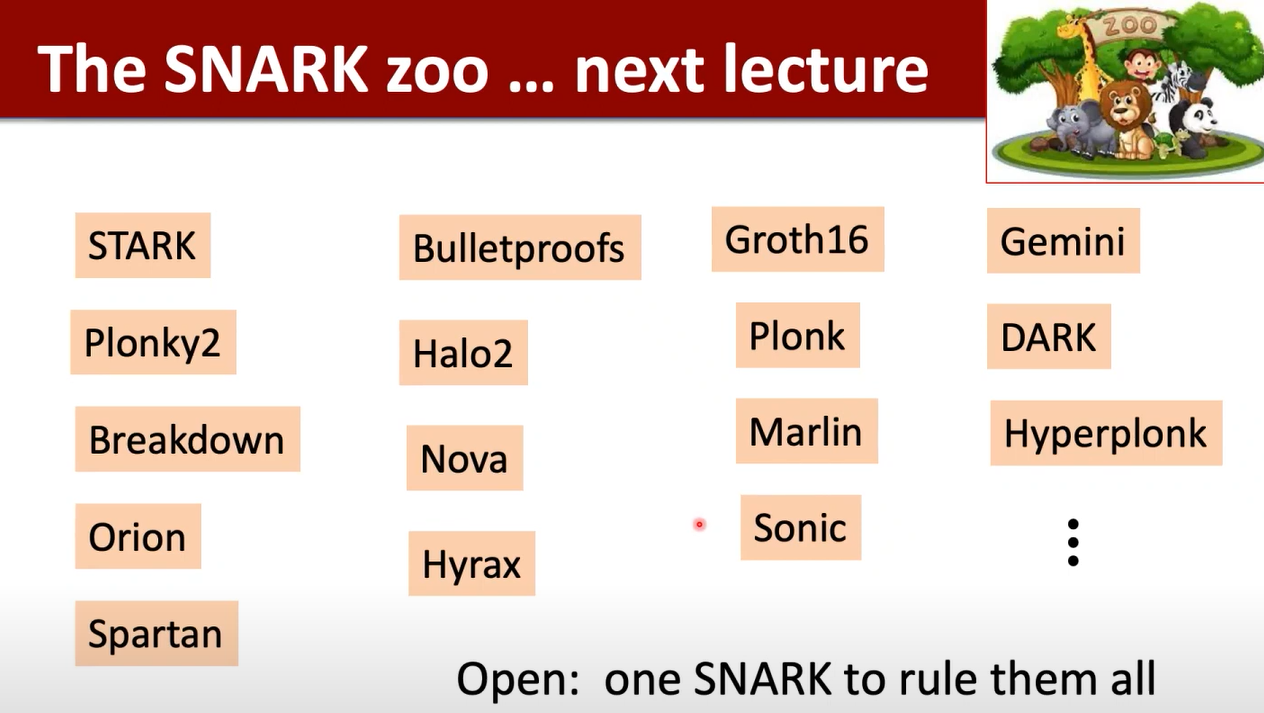 The SNARK zoo ... next lecture
ZOO
STARK
Plonky2
Breakdown
Orion
Spartan
Bulletproofs
Halo2
Nova
Hyrax
Groth16
Plonk
Marlin
Sonic
Gemini
DARK
Hyperplonk
Open: one SNARK to rule them all